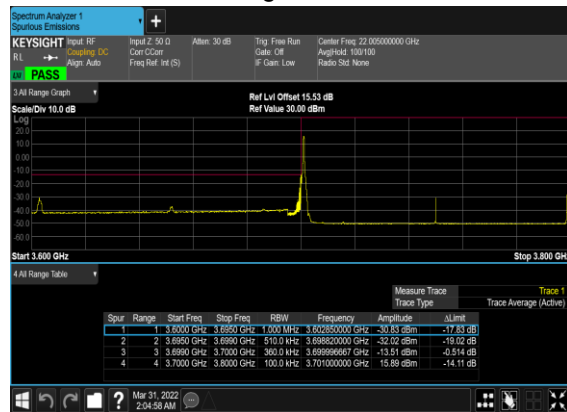 Spectrum Analyzer 1
Spurious Emissions
KEYSIGHT Input: RF Input Z: 50 Ω Atten: 30 dB Trig: Free Run Center Freq: 22.005000000 GHz
RL Coupling: DC Corr CCorr Gate: Off Avg|Hold: 100/100
Align: Auto Freq Ref: Int (S) IF Gain: Low Radio Std: None
PASS
3 All Range Graph
Ref Lvl Offset 15.53 dB
Scale/Div 10.0 dB Ref Value 30.00 dBm
Log
20.0
10.0
0.00
-10.0
-20.0
-30.0
-40.0
-50.0
-60.0
Start 3.600 GHz Stop 3.800 GH
4 All Range Table
Measure Trace Trace 1
Trace Type Trace Average (Active)
Spur Range Start Freq Stop Freq RBW Frequency Amplitude ΔLimit
1 1 3.6000 GHz 3.6950 GHz 1.000 MHz 3.602850000 GHz -30.83 dBm -17.83 dB
2 2 3.6950 GHz 3.6990 GHz 510.0 kHz 3.698820000 GHz -32.02 dBm -19.02 dB
3 3 3.6990 GHz 3.7000 GHz 360.0 kHz 3.699996667 GHz -13.51 dBm -0.514 dB
4 4 3.7000 GHz 3.8000 GHz 100.0 kHz 3.701000000 GHz 15.89 dBm -14.11 dB
? Mar 31, 2022
2:04:58 AM